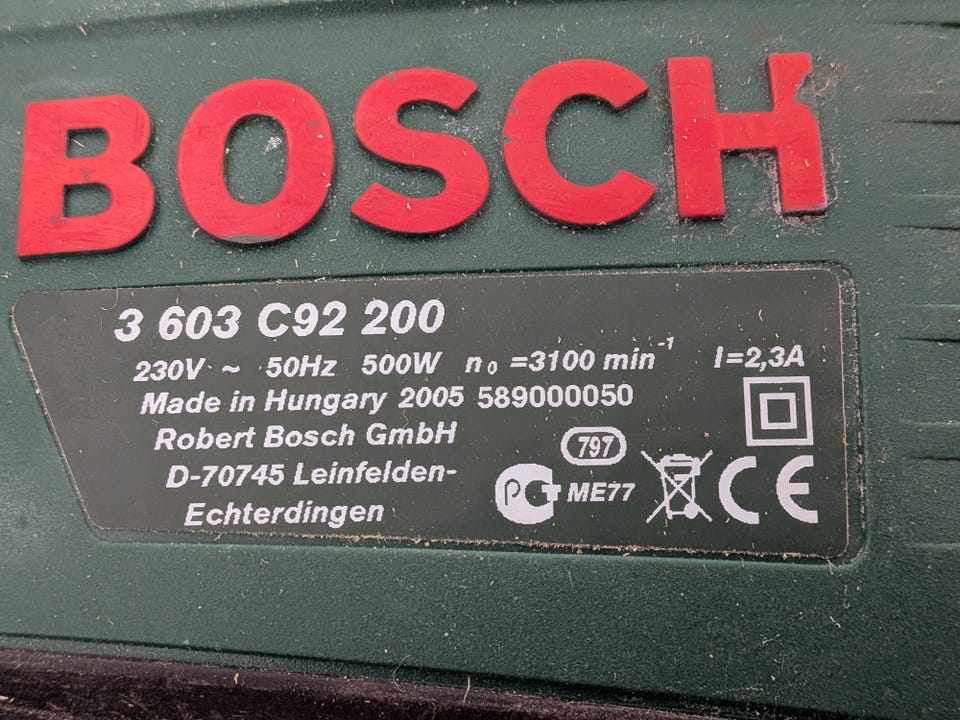 BOSCH
3 603 C92 200
230V ~ 50Hz 500W n₀ =3100 min⁻¹ I=2,3A
Made in Hungary 2005 589000050
Robert Bosch GmbH
797
D-70745 Leinfelden-
PCT ME77 CE
Echterdingen